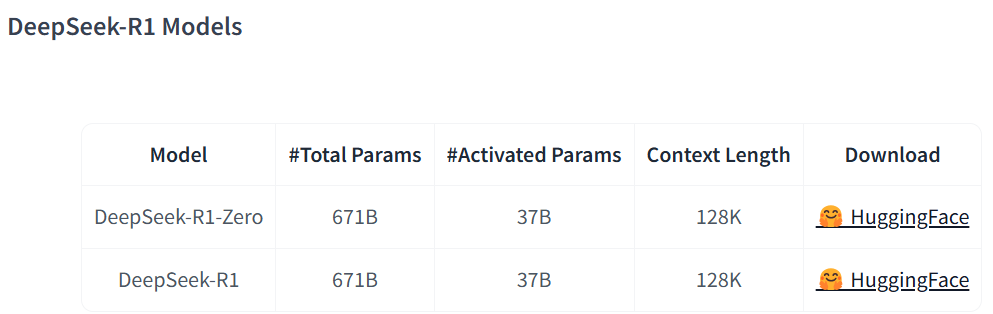 DeepSeek-R1 Models
Model #Total Params #Activated Params Context Length Download
DeepSeek-R1-Zero 671B 37B 128K 🤗 HuggingFace
DeepSeek-R1 671B 37B 128K 🤗 HuggingFace